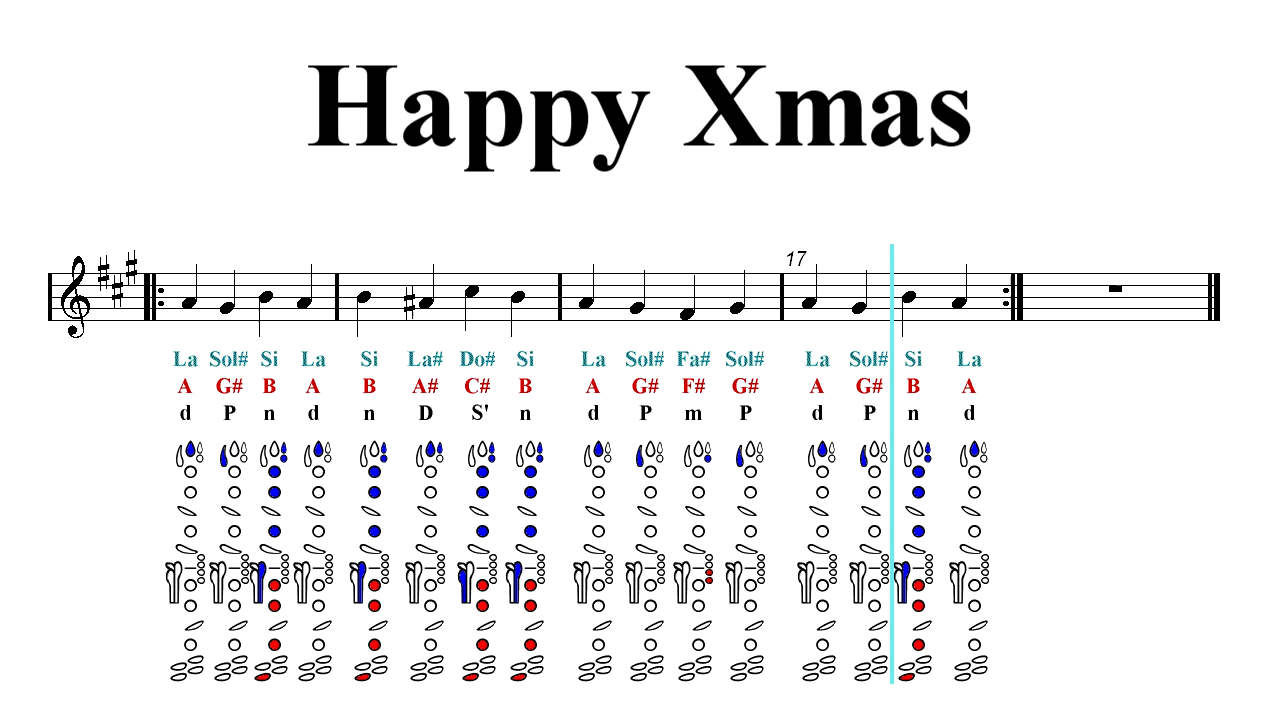 Happy Xmas
17
La Sol# Si La Si La# Do# Si La Sol# Fa# Sol# La Sol# Si La
A G# B A B A# C# B A G# F# G# A G# B A
d P n d n D S' n d P m P d P n d